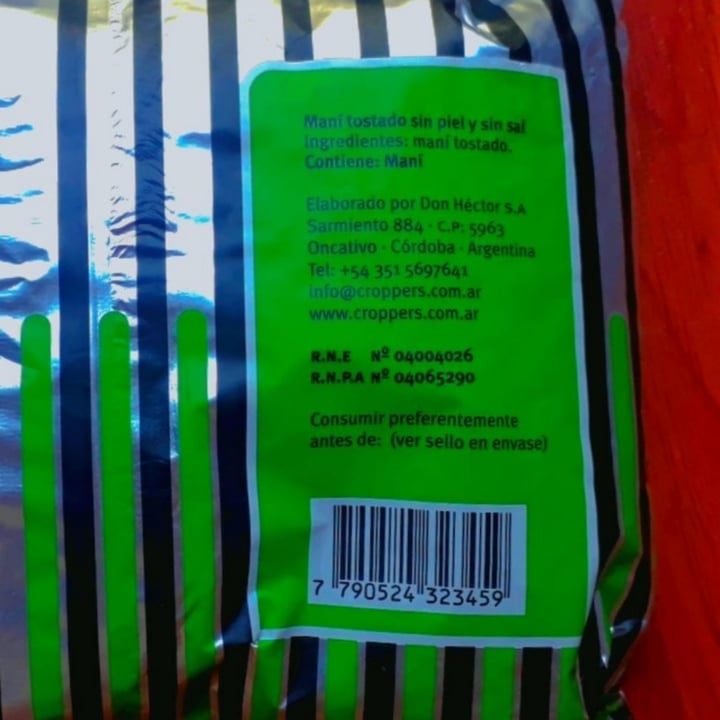 Maní tostado sin piel y sin sal
Ingredientes: maní tostado.
Contiene: Maní
Elaborado por Don Héctor S.A
Sarmiento 884 · C.P: 5963
Oncativo · Córdoba · Argentina
Tel: +54 351 5697641
info@croppers.com.ar
www.croppers.com.ar
R.N.E Nº 04004026
R.N.P.A Nº 04065290
Consumir preferentemente
antes de: (ver sello en envase)
7 790524 323459